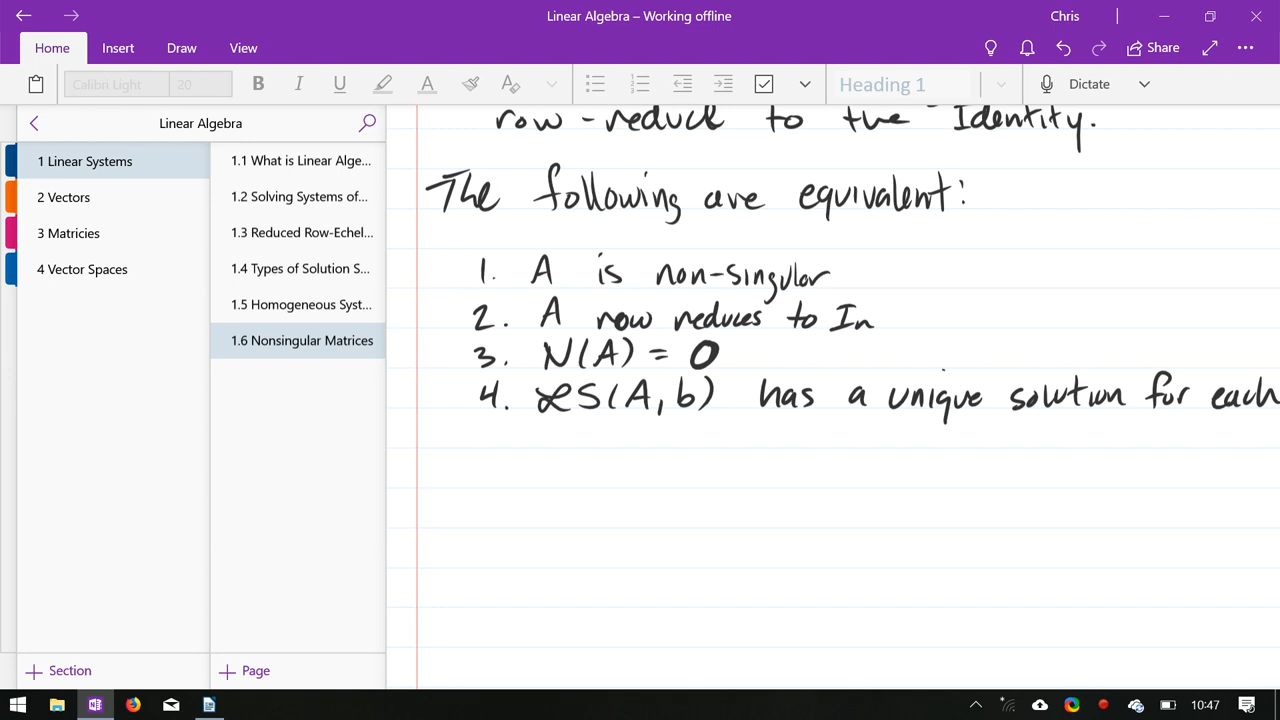 Linear Algebra – Working offline
Chris
Home Insert Draw View
Share
Calibri Light 20 B I U A Heading 1 Dictate
Linear Algebra
1 Linear Systems
2 Vectors
3 Matricies
4 Vector Spaces
1.1 What is Linear Alge...
1.2 Solving Systems of...
1.3 Reduced Row-Echel...
1.4 Types of Solution S...
1.5 Homogeneous Syst...
1.6 Nonsingular Matrices
row-reduce to the Identity.
The following are equivalent:
1. A is non-singular
2. A row reduces to In
3. N(A) = 0
4. LS(A, b) has a unique solution for each
Section
Page
10:47